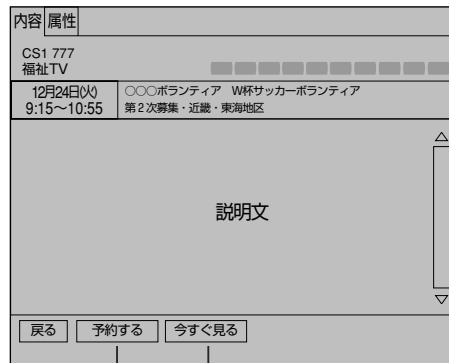 内容 属性
CS1 777
福祉TV
12月24日(火)
9:15～10:55
○○○ボランティア　W杯サッカーボランティア
第2次募集・近畿・東海地区
説明文
戻る 予約する 今すぐ見る